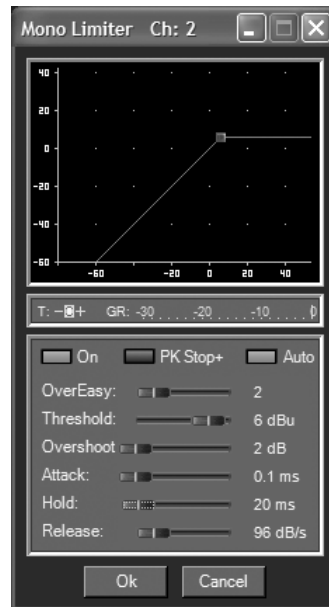 Mono Limiter Ch: 2
40
20
0
-20
-40
-60
-60 -20 0 20 40
T: -0+ GR: -30 -20 -10 0
On PK Stop+ Auto
OverEasy: 2
Threshold: 6 dBu
Overshoot 2 dB
Attack: 0.1 ms
Hold: 20 ms
Release: 96 dB/s
Ok Cancel